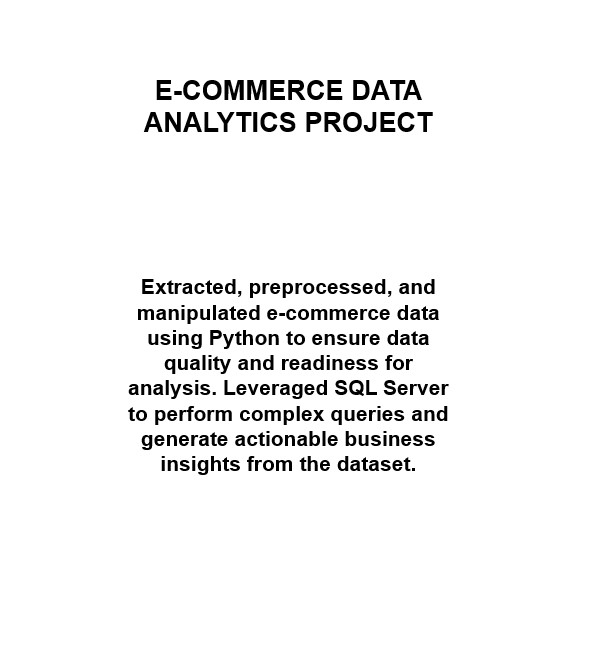 E-COMMERCE DATA
ANALYTICS PROJECT
Extracted, preprocessed, and
manipulated e-commerce data
using Python to ensure data
quality and readiness for
analysis. Leveraged SQL Server
to perform complex queries and
generate actionable business
insights from the dataset.